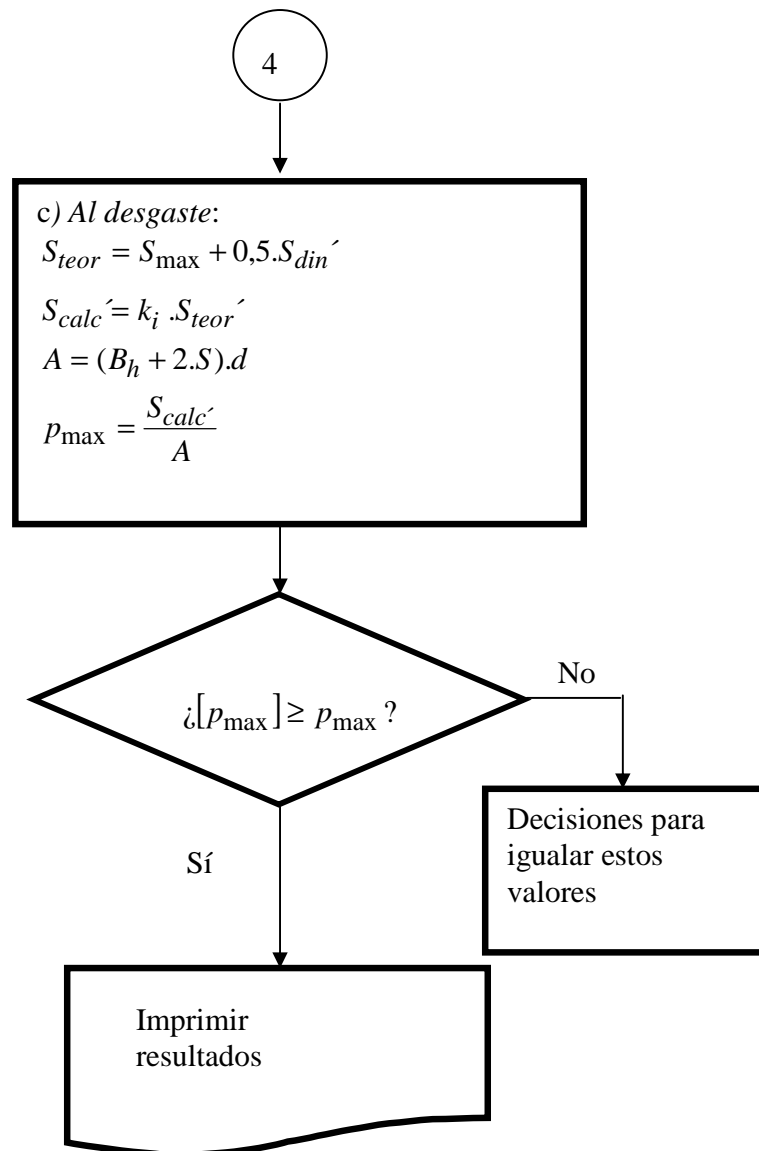 4
c) Al desgaste:
S_teor = S_max + 0,5.S_din´
S_calc´ = k_i .S_teor´
A = (B_h + 2.S).d
p_max = S_calc´ / A
¿[p_max] ≥ p_max ?
No
Sí
Decisiones para
igualar estos
valores
Imprimir
resultados